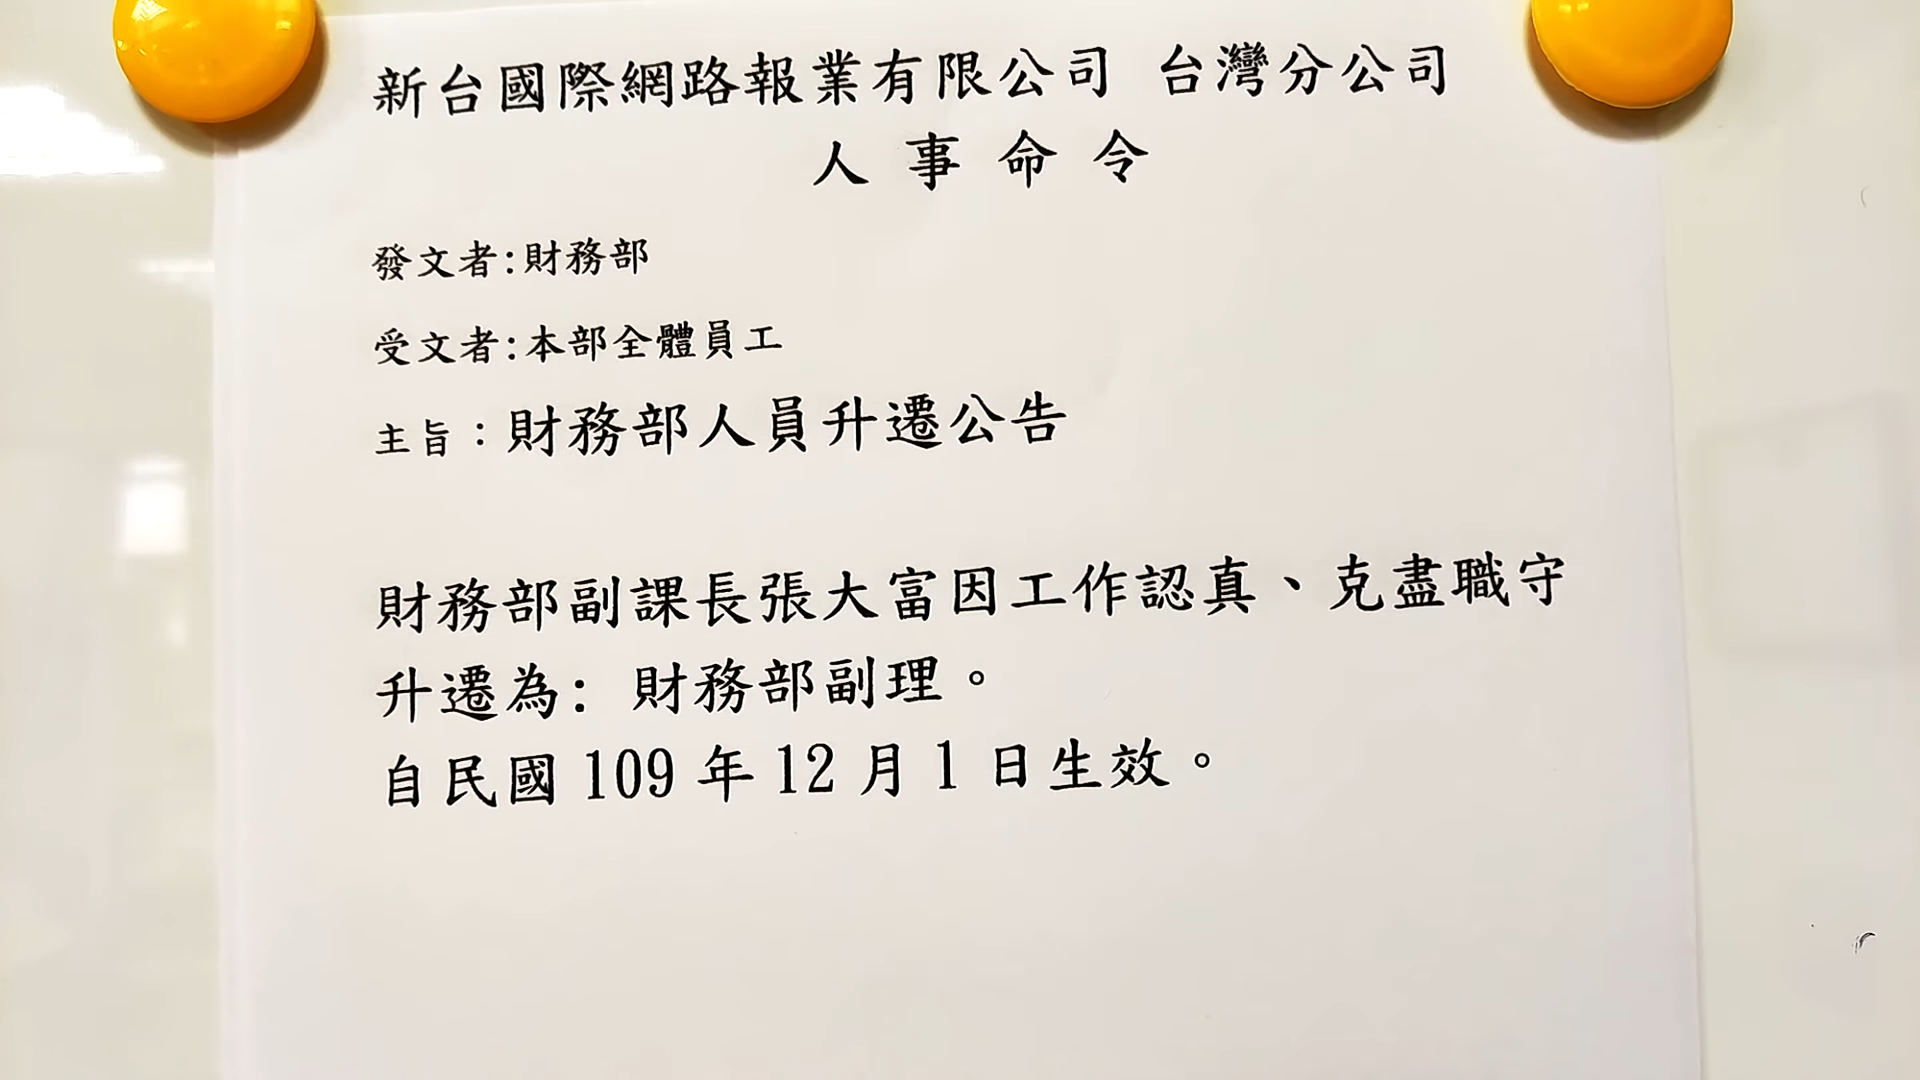 新台國際網路報業有限公司 台灣分公司
人事命令
發文者:財務部
受文者:本部全體員工
主旨：財務部人員升遷公告
財務部副課長張大富因工作認真、克盡職守
升遷為: 財務部副理。
自民國 109 年 12 月 1 日生效。